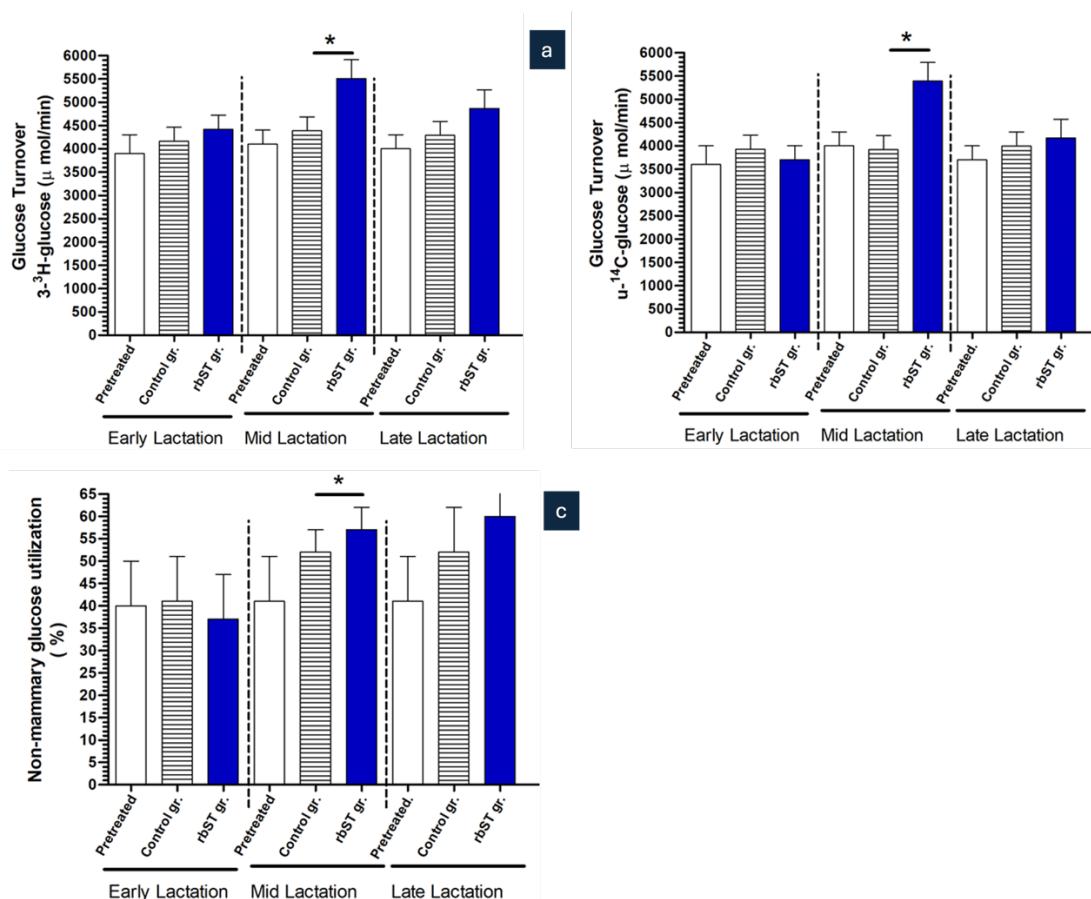 *
a
Glucose Turnover
3-³H-glucose (μ mol/min)
6000
5500
5000
4500
4000
3500
3000
2500
2000
1500
1000
500
0
Pretreated
Control gr.
rbST gr.
Pretreated
Control gr.
rbST gr.
Pretreated.
Control gr.
rbST gr.
Early Lactation
Mid Lactation
Late Lactation
*
Glucose Turnover
u-¹⁴C-glucose (μ mol/min)
6000
5500
5000
4500
4000
3500
3000
2500
2000
1500
1000
500
0
Pretreated
Control gr.
rbST gr.
Pretreated
Control gr.
rbST gr.
Pretreated.
Control gr.
rbST gr.
Early Lactation
Mid Lactation
Late Lactation
*
c
Non-mammary glucose utilization
( %)
65
60
55
50
45
40
35
30
25
20
15
10
5
0
Pretreated
Control gr.
rbST gr.
Pretreated
Control gr.
rbST gr.
Pretreated.
Control gr.
rbST gr.
Early Lactation
Mid Lactation
Late Lactation